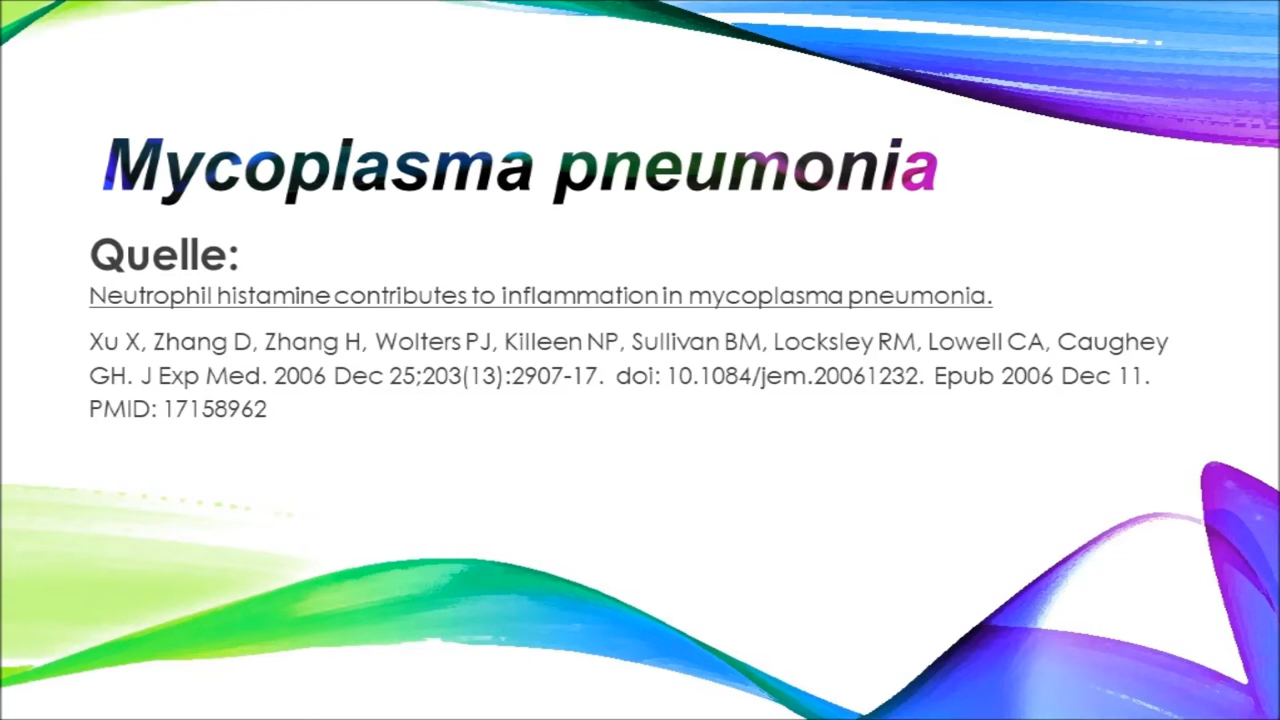 Mycoplasma pneumonia
Quelle:
Neutrophil histamine contributes to inflammation in mycoplasma pneumonia.
Xu X, Zhang D, Zhang H, Wolters PJ, Killeen NP, Sullivan BM, Locksley RM, Lowell CA, Caughey
GH. J Exp Med. 2006 Dec 25;203(13):2907-17. doi: 10.1084/jem.20061232. Epub 2006 Dec 11.
PMID: 17158962